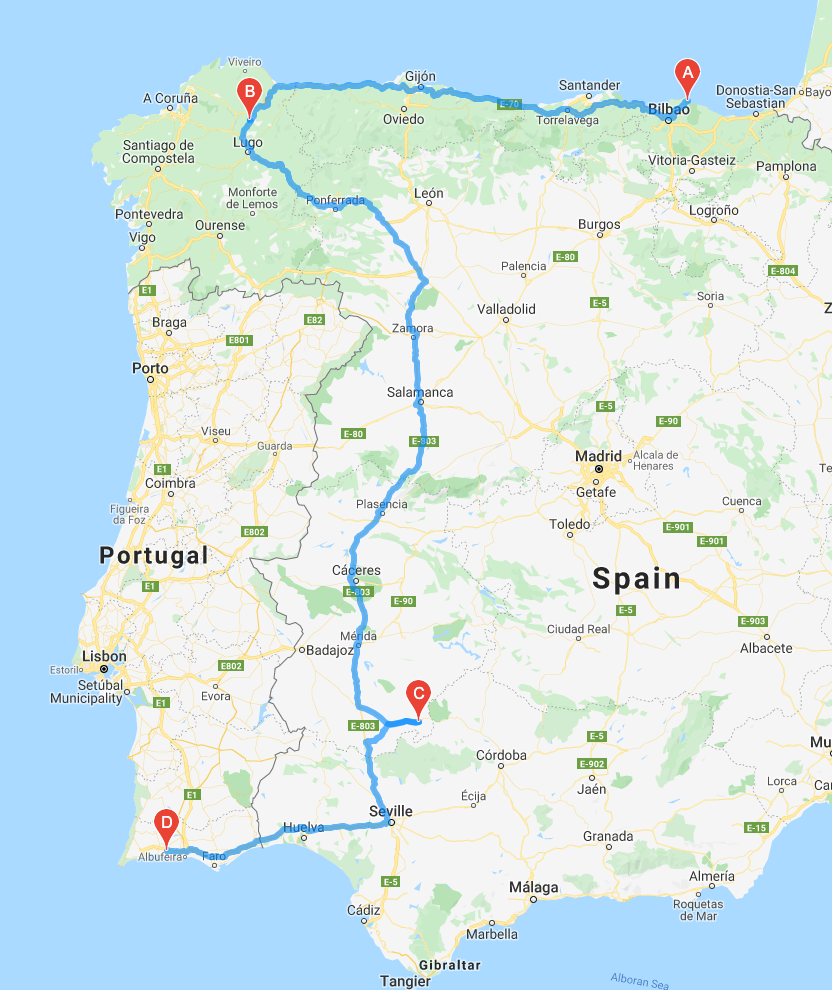 Viveiro
A
B
Gijón
Santander
Donostia-San
Sebastian
Bayo
A Coruña
E-70
Bilbao
Oviedo
Torrelavega
Lugo
Santiago de
Compostela
Vitoria-Gasteiz
Pamplona
Monforte
de Lemos
Ponferrada
León
Pontevedra
Logroño
Vigo
Ourense
Burgos
E-80
Palencia
E-804
E1
Soria
E-5
Valladolid
Z
Braga
E82
Zamora
E801
Porto
Salamanca
E-5
E-90
Viseu
E-80
E-803
Guarda
Madrid
Alcala de
Henares
E1
Te
Coimbra
Getafe
Plasencia
Cuenca
Figueira
da Foz
Toledo
E-901
E802
E-901
Portugal
Cáceres
Spain
E1
E-803
E-90
E-5
E-903
Ciudad Real
Mérida
Albacete
Badajoz
Lisbon
E802
Estoril
Setúbal
Municipality
Evora
C
E1
E-803
E-5
Mu
Córdoba
E-902
Lorca
Jaén
Car
E1
Écija
Seville
D
Huelva
E-15
Granada
Albufeira
Faro
E-5
Almería
Málaga
Roquetas
de Mar
Cádiz
Marbella
Gibraltar
Tangier
Alboran Sea